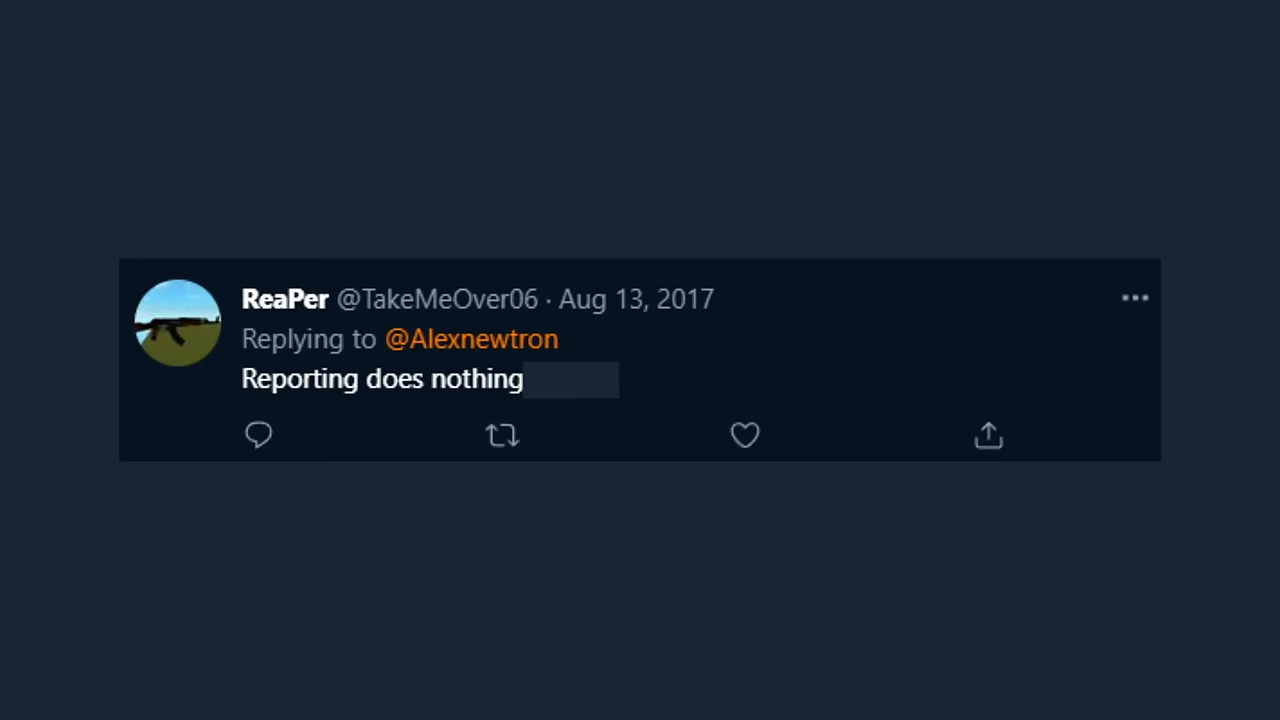 ReaPer @TakeMeOver06 · Aug 13, 2017
Replying to @Alexnewtron
Reporting does nothing